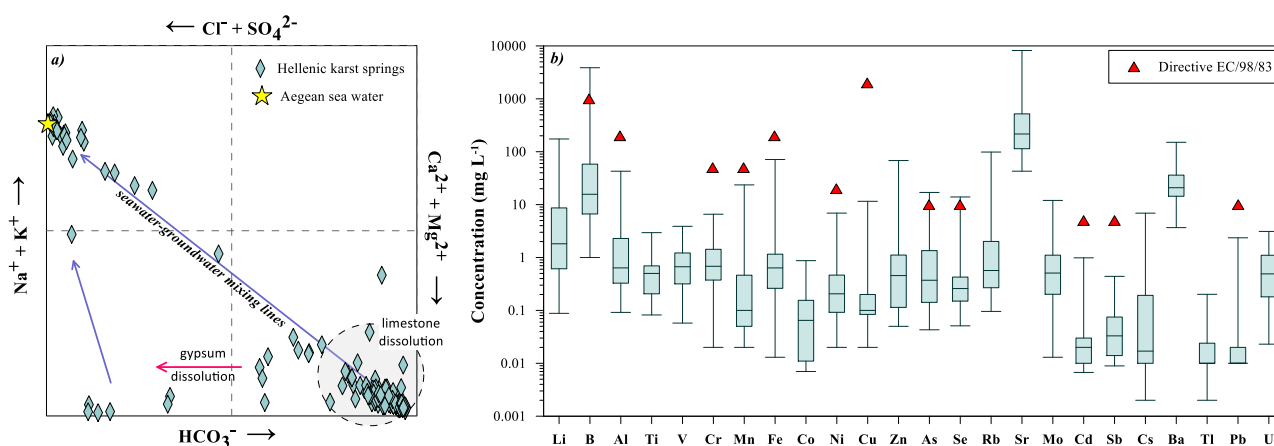 ← Cl⁻ + SO₄²⁻
a)
Hellenic karst springs
Aegean sea water
Na⁺ + K⁺ →
Ca²⁺ + Mg²⁺ →
seawater-groundwater mixing lines
limestone
dissolution
gypsum
dissolution
HCO₃⁻ →
b)
Directive EC/98/83
Concentration (mg L⁻¹)
10000
1000
100
10
1
0.1
0.01
0.001
Li B Al Ti V Cr Mn Fe Co Ni Cu Zn As Se Rb Sr Mo Cd Sb Cs Ba Tl Pb U